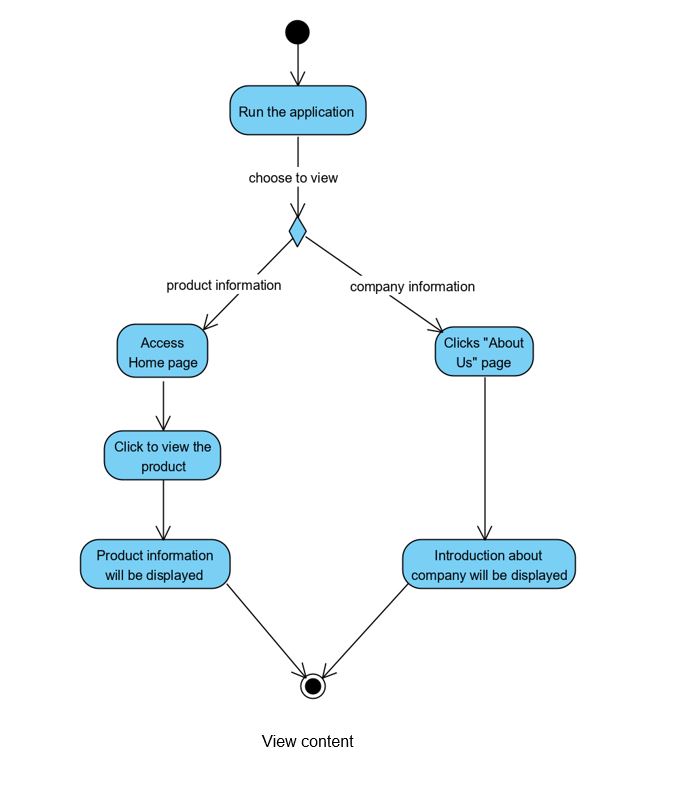 Run the application
choose to view
product information
company information
Access
Home page
Clicks "About
Us" page
Click to view the
product
Product information
will be displayed
Introduction about
company will be displayed
View content